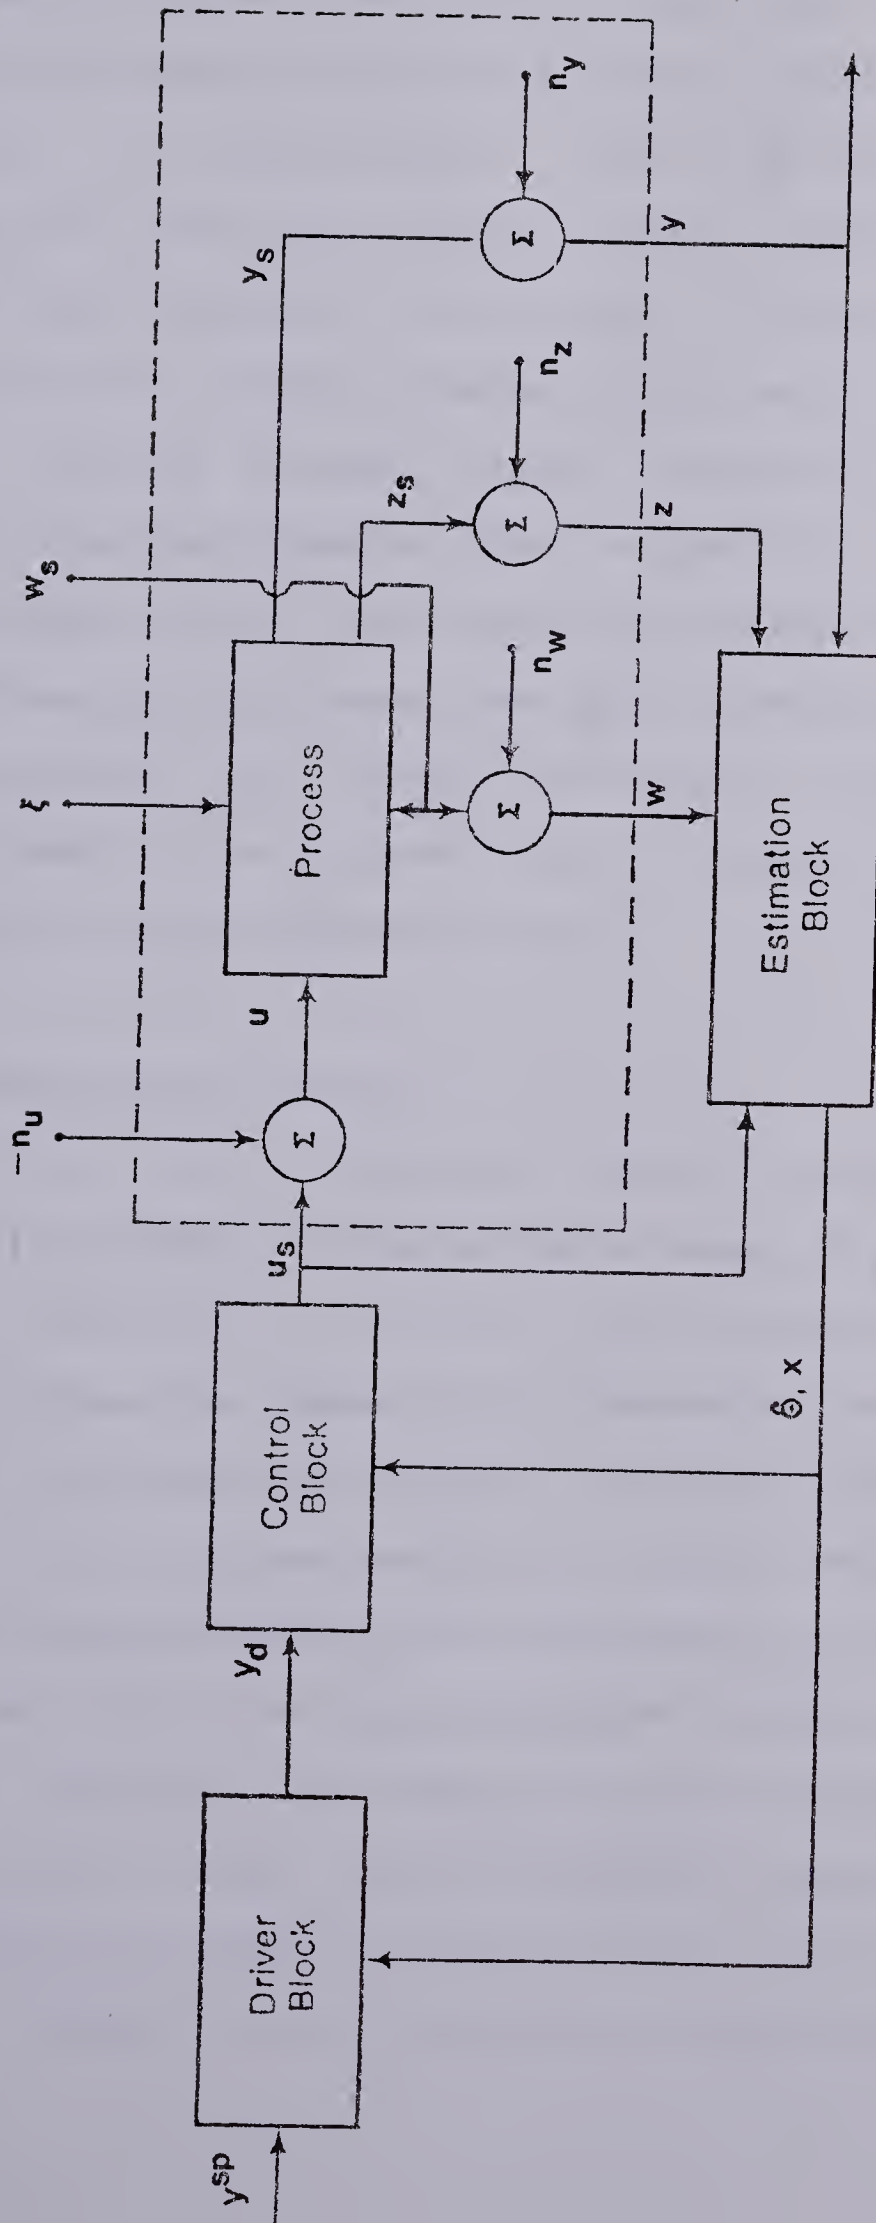 y^sp
Driver
Block
y_d
Control
Block
u_s
−n_u
Σ
u
ξ
Process
w_s
y_s
z_s
n_y
Σ
n_z
Σ
n_w
Σ
y
z
w
Estimation
Block
θ̂, x